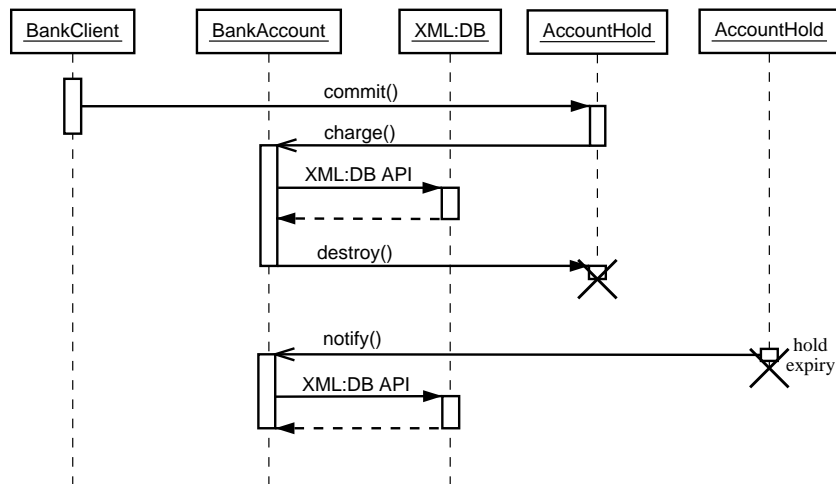 BankClient
BankAccount
XML:DB
AccountHold
AccountHold
commit()
charge()
XML:DB API
destroy()
notify()
hold
expiry
XML:DB API